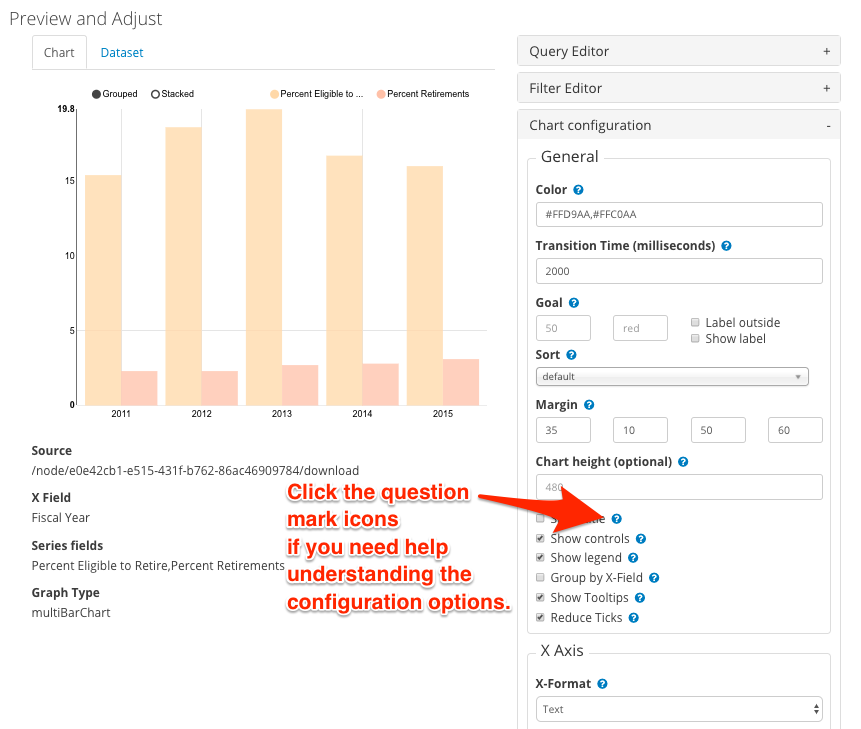 Preview and Adjust
Chart
Dataset
Grouped
Stacked
Percent Eligible to ...
Percent Retirements
19.8
15
10
5
0
2011
2012
2013
2014
2015
Source
/node/e0e42cb1-e515-431f-b762-86ac46909784/download
X Field
Fiscal Year
Series fields
Percent Eligible to Retire,Percent Retirements
Graph Type
multiBarChart
Click the question
mark icons
if you need help
understanding the
configuration options.
Query Editor +
Filter Editor +
Chart configuration -
General
Color ?
#FFD9AA,#FFC0AA
Transition Time (milliseconds) ?
2000
Goal ?
50
red
Label outside
Show label
Sort ?
default
Margin ?
35
10
50
60
Chart height (optional) ?
480
?
Show controls ?
Show legend ?
Group by X-Field ?
Show Tooltips ?
Reduce Ticks ?
X Axis
X-Format ?
Text